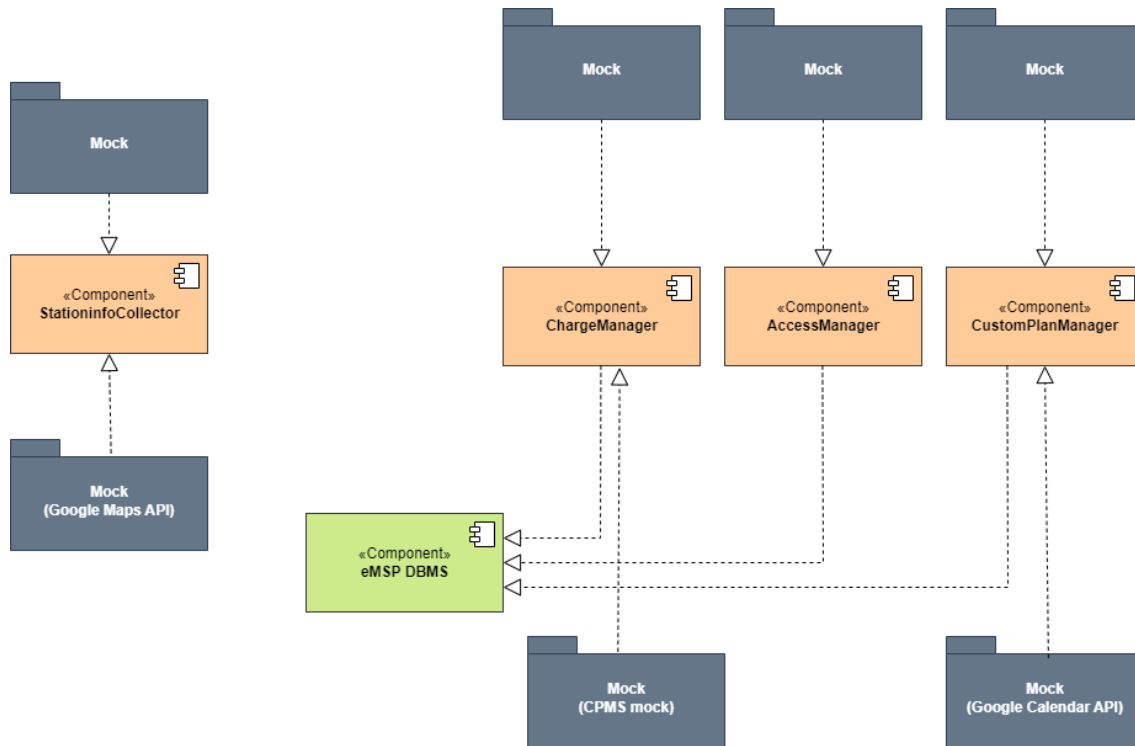 Mock
Mock
Mock
Mock
«Component»
StationinfoCollector
«Component»
ChargeManager
«Component»
AccessManager
«Component»
CustomPlanManager
Mock
(Google Maps API)
«Component»
eMSP DBMS
Mock
(CPMS mock)
Mock
(Google Calendar API)